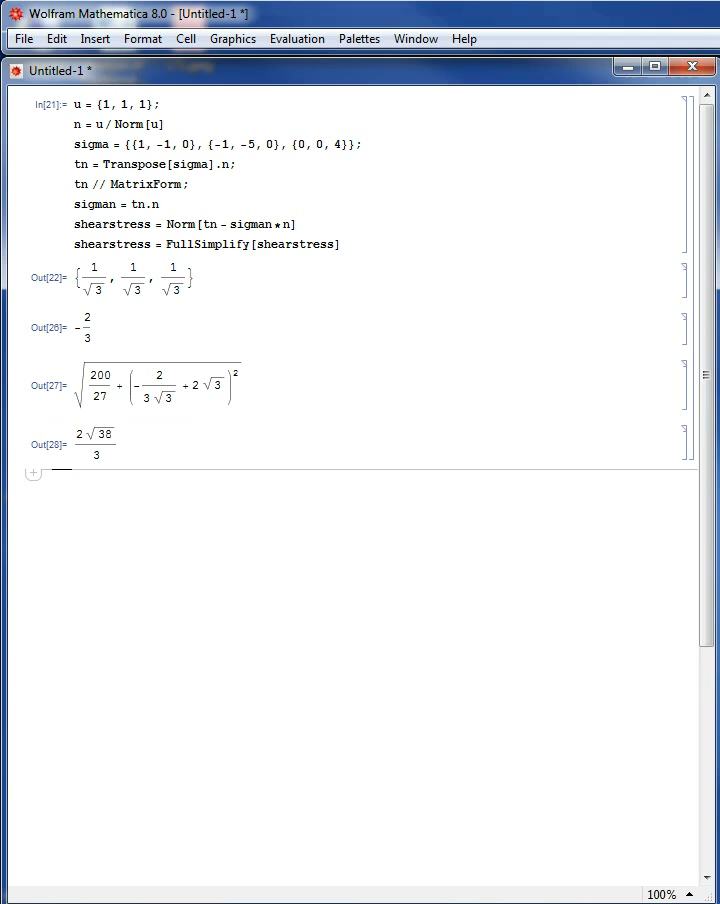 Wolfram Mathematica 8.0 - [Untitled-1 *]
File Edit Insert Format Cell Graphics Evaluation Palettes Window Help
Untitled-1 *
In[21]:= u = {1, 1, 1};
n = u / Norm[u]
sigma = {{1, -1, 0}, {-1, -5, 0}, {0, 0, 4}};
tn = Transpose[sigma].n;
tn // MatrixForm;
sigman = tn.n
shearstress = Norm[tn - sigman * n]
shearstress = FullSimplify[shearstress]
Out[22]= {1/√3, 1/√3, 1/√3}
Out[26]= -2/3
Out[27]= √(200/27 + (-2/(3√3) + 2√3)^2)
Out[28]= 2√38/3
100%